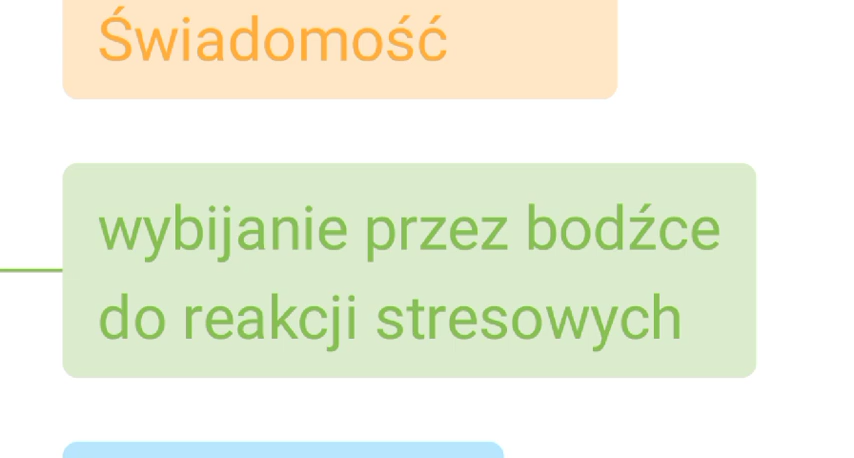 Świadomość
wybijanie przez bodźce
do reakcji stresowych